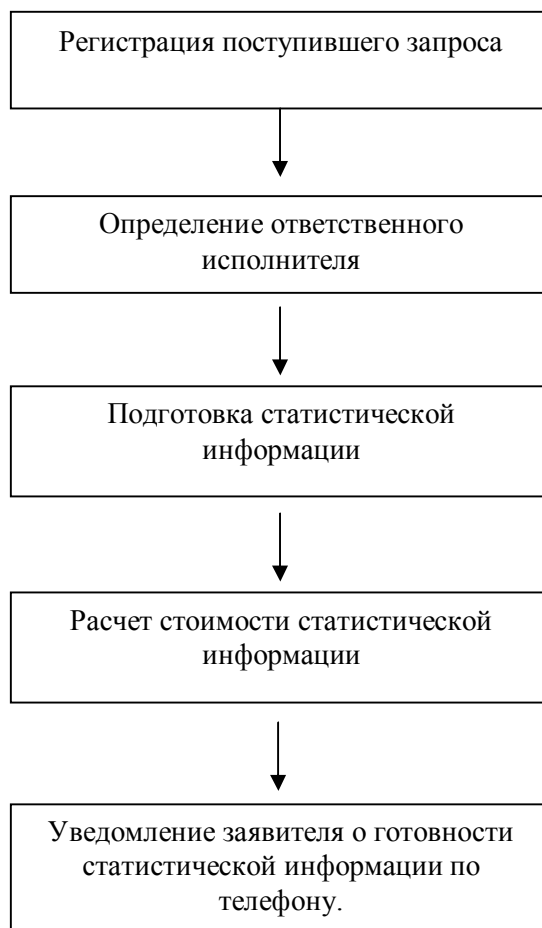 Регистрация поступившего запроса
Определение ответственного
исполнителя
Подготовка статистической
информации
Расчет стоимости статистической
информации
Уведомление заявителя о готовности
статистической информации по
телефону.